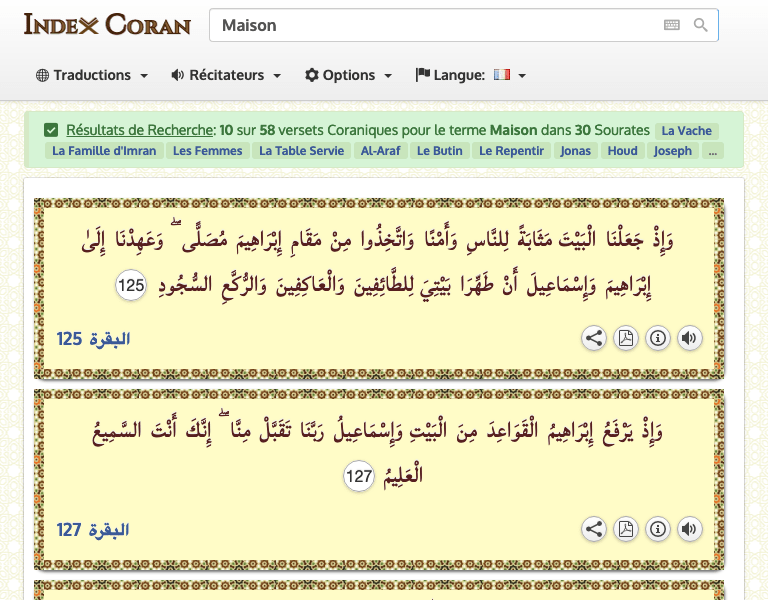 INDEX CORAN
Maison
Traductions Récitateurs Options Langue:
Résultats de Recherche: 10 sur 58 versets Coraniques pour le terme Maison dans 30 Sourates La Vache
La Famille d'Imran Les Femmes La Table Servie Al-Araf Le Butin Le Repentir Jonas Houd Joseph ...
وَإِذْ جَعَلْنَا الْبَيْتَ مَثَابَةً لِلنَّاسِ وَأَمْنًا وَاتَّخِذُوا مِنْ مَقَامِ إِبْرَاهِيمَ مُصَلًّى ۖ وَعَهِدْنَا إِلَىٰ
إِبْرَاهِيمَ وَإِسْمَاعِيلَ أَنْ طَهِّرَا بَيْتِيَ لِلطَّائِفِينَ وَالْعَاكِفِينَ وَالرُّكَّعِ السُّجُودِ 125
البقرة 125
وَإِذْ يَرْفَعُ إِبْرَاهِيمُ الْقَوَاعِدَ مِنَ الْبَيْتِ وَإِسْمَاعِيلُ رَبَّنَا تَقَبَّلْ مِنَّا ۖ إِنَّكَ أَنْتَ السَّمِيعُ
الْعَلِيمُ 127
البقرة 127